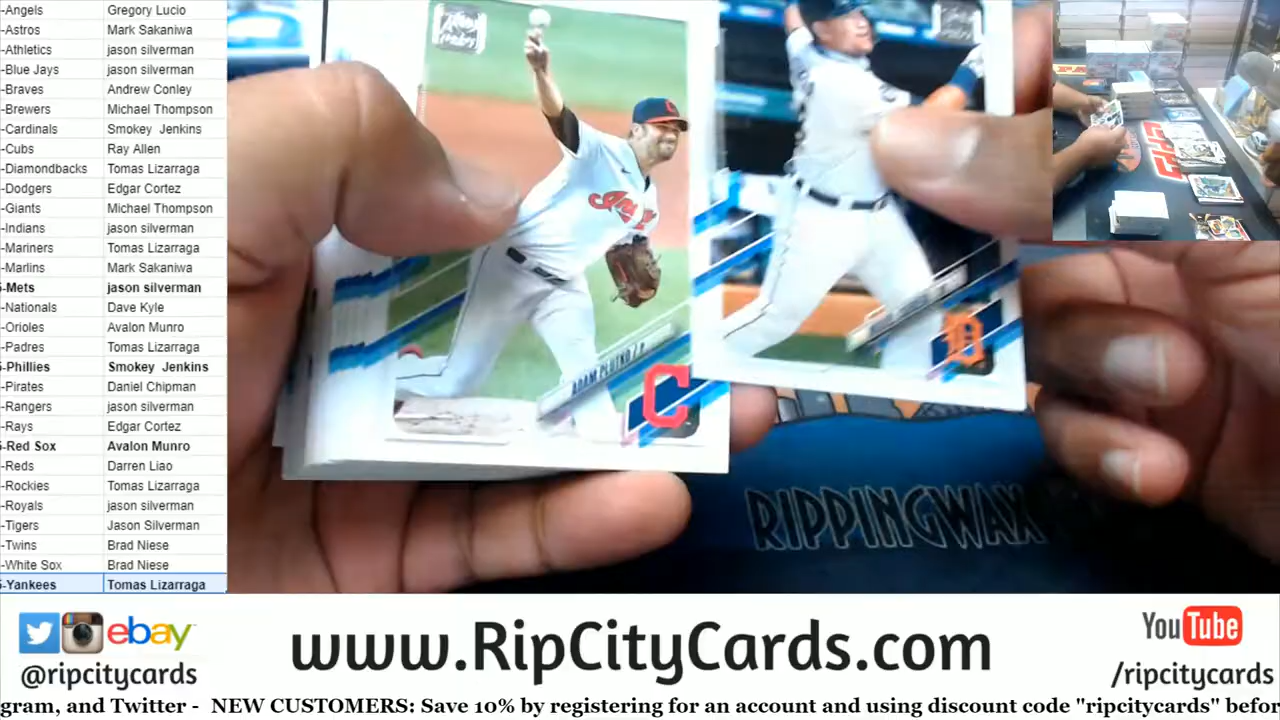 -Angels Gregory Lucio
-Astros Mark Sakaniwa
-Athletics jason silverman
-Blue Jays jason silverman
-Braves Andrew Conley
-Brewers Michael Thompson
-Cardinals Smokey Jenkins
-Cubs Ray Allen
-Diamondbacks Tomas Lizarraga
-Dodgers Edgar Cortez
-Giants Michael Thompson
-Indians jason silverman
-Mariners Tomas Lizarraga
-Marlins Mark Sakaniwa
-Mets jason silverman
-Nationals Dave Kyle
-Orioles Avalon Munro
-Padres Tomas Lizarraga
-Phillies Smokey Jenkins
-Pirates Daniel Chipman
-Rangers jason silverman
-Rays Edgar Cortez
-Red Sox Avalon Munro
-Reds Darren Liao
-Rockies Tomas Lizarraga
-Royals jason silverman
-Tigers Jason Silverman
-Twins Brad Niese
-White Sox Brad Niese
-Yankees Tomas Lizarraga
ADAM PLUTKO / P
C
D
RIPPINGWAX
ebay
@ripcitycards
www.RipCityCards.com
YouTube
/ripcitycards
gram, and Twitter - NEW CUSTOMERS: Save 10% by registering for an account and using discount code "ripcitycards" befor